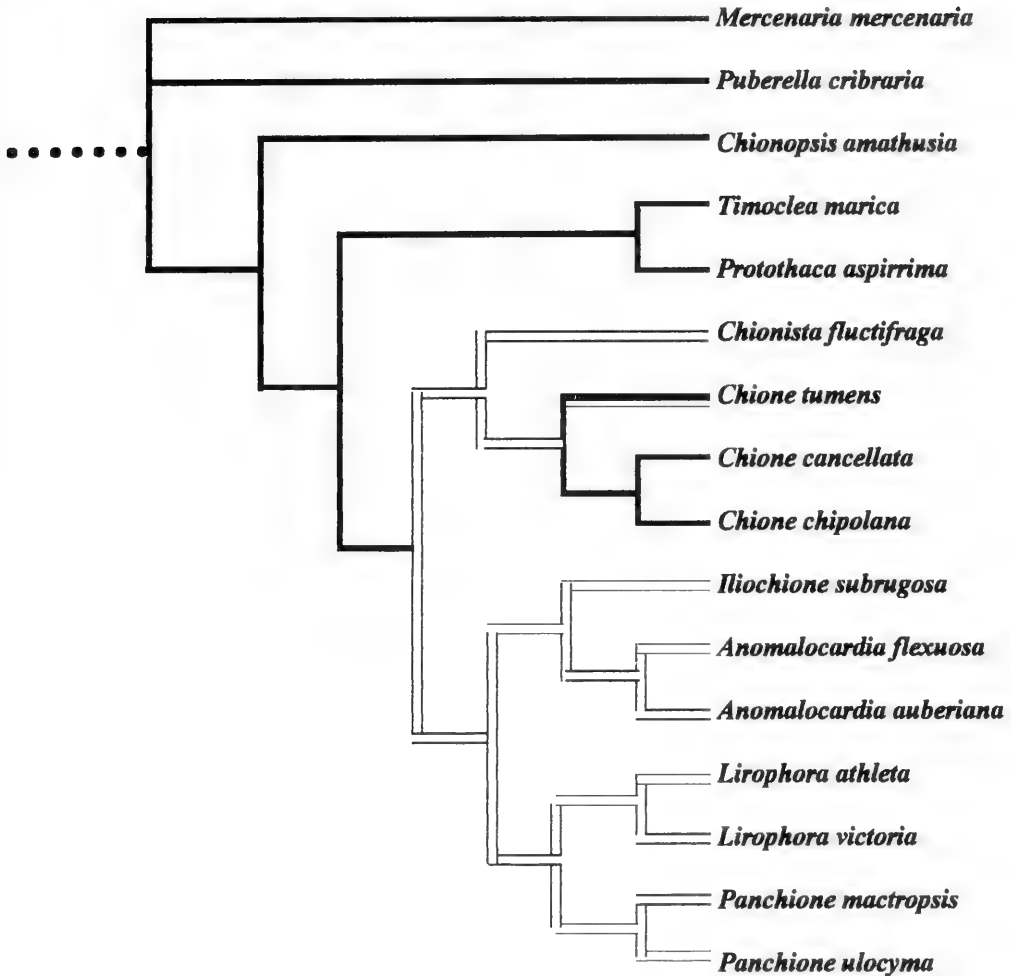 Mercenaria mercenaria
Puberella cribraria
Chionopsis amathusia
Timoclea marica
Protothaca aspirrima
Chionista fluctifraga
Chione tumens
Chione cancellata
Chione chipolana
Iliochione subrugosa
Anomalocardia flexuosa
Anomalocardia auberiana
Lirophora athleta
Lirophora victoria
Panchione mactropsis
Panchione ulocyma